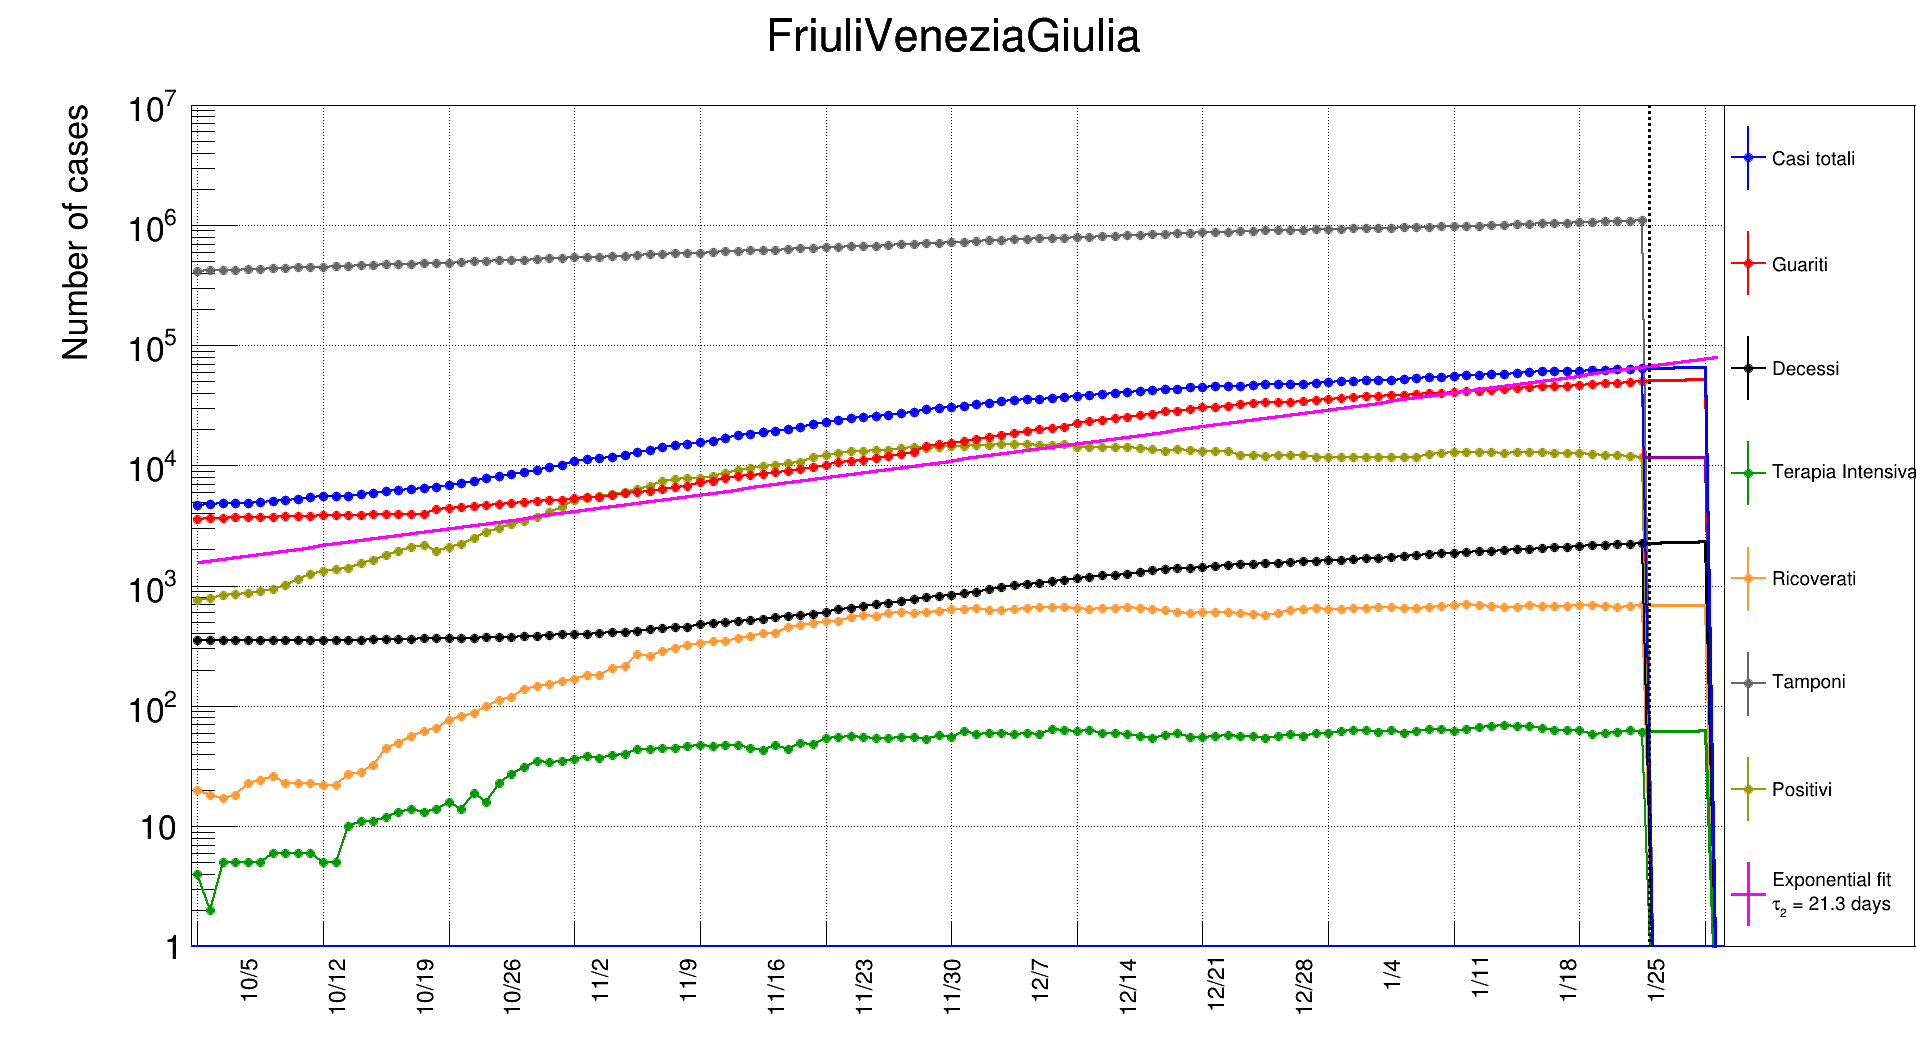 FriuliVeneziaGiulia
Number of cases
10^7
10^6
10^5
10^4
10^3
10^2
10
1
10/5
10/12
10/19
10/26
11/2
11/9
11/16
11/23
11/30
12/7
12/14
12/21
12/28
1/4
1/11
1/18
1/25
Casi totali
Guariti
Decessi
Terapia Intensiva
Ricoverati
Tamponi
Positivi
Exponential fit
τ₂ = 21.3 days